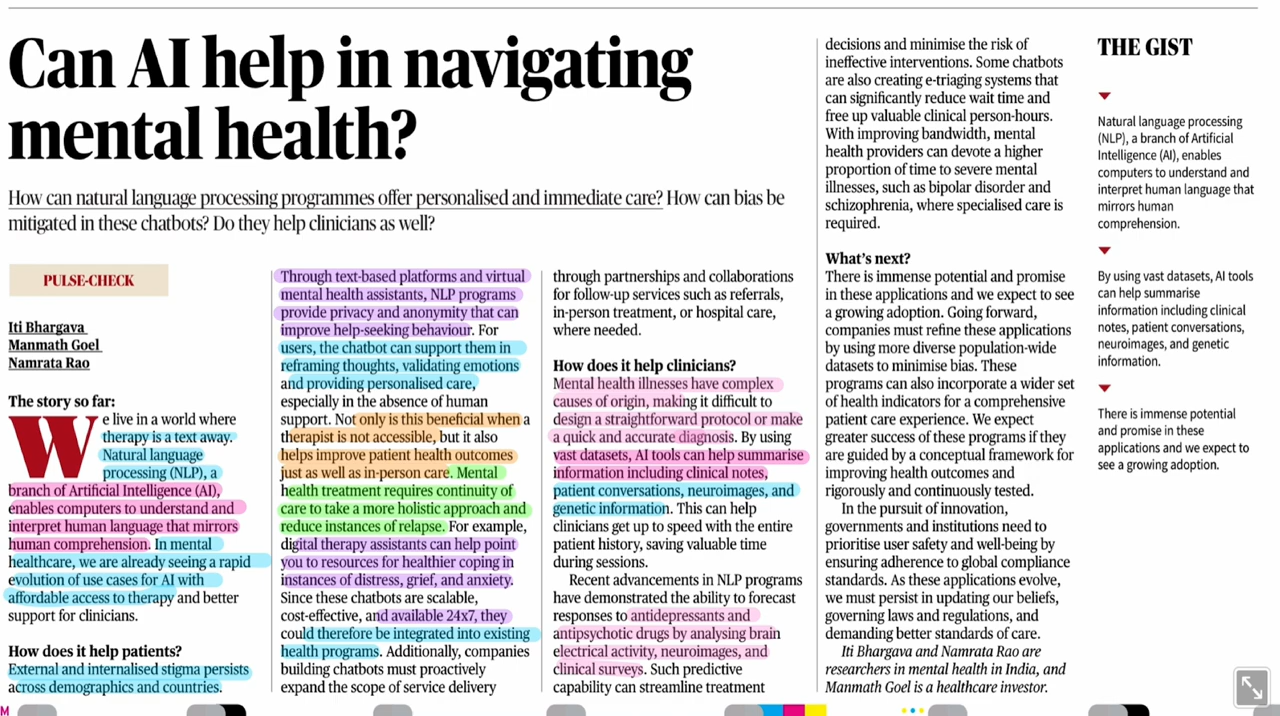 Can AI help in navigating
mental health?
How can natural language processing programmes offer personalised and immediate care? How can bias be
mitigated in these chatbots? Do they help clinicians as well?
PULSE-CHECK
Iti Bhargava
Manmath Goel
Namrata Rao
The story so far:
We live in a world where
therapy is a text away.
Natural language
processing (NLP), a
branch of Artificial Intelligence (AI),
enables computers to understand and
interpret human language that mirrors
human comprehension. In mental
healthcare, we are already seeing a rapid
evolution of use cases for AI with
affordable access to therapy and better
support for clinicians.
How does it help patients?
External and internalised stigma persists
across demographics and countries.
Through text-based platforms and virtual
mental health assistants, NLP programs
provide privacy and anonymity that can
improve help-seeking behaviour. For
users, the chatbot can support them in
reframing thoughts, validating emotions
and providing personalised care,
especially in the absence of human
support. Not only is this beneficial when a
therapist is not accessible, but it also
helps improve patient health outcomes
just as well as in-person care. Mental
health treatment requires continuity of
care to take a more holistic approach and
reduce instances of relapse. For example,
digital therapy assistants can help point
you to resources for healthier coping in
instances of distress, grief, and anxiety.
Since these chatbots are scalable,
cost-effective, and available 24x7, they
could therefore be integrated into existing
health programs. Additionally, companies
building chatbots must proactively
expand the scope of service delivery
through partnerships and collaborations
for follow-up services such as referrals,
in-person treatment, or hospital care,
where needed.
How does it help clinicians?
Mental health illnesses have complex
causes of origin, making it difficult to
design a straightforward protocol or make
a quick and accurate diagnosis. By using
vast datasets, AI tools can help summarise
information including clinical notes,
patient conversations, neuroimages, and
genetic information. This can help
clinicians get up to speed with the entire
patient history, saving valuable time
during sessions.
Recent advancements in NLP programs
have demonstrated the ability to forecast
responses to antidepressants and
antipsychotic drugs by analysing brain
electrical activity, neuroimages, and
clinical surveys. Such predictive
capability can streamline treatment
decisions and minimise the risk of
ineffective interventions. Some chatbots
are also creating e-triaging systems that
can significantly reduce wait time and
free up valuable clinical person-hours.
With improving bandwidth, mental
health providers can devote a higher
proportion of time to severe mental
illnesses, such as bipolar disorder and
schizophrenia, where specialised care is
required.
What's next?
There is immense potential and promise
in these applications and we expect to see
a growing adoption. Going forward,
companies must refine these applications
by using more diverse population-wide
datasets to minimise bias. These
programs can also incorporate a wider set
of health indicators for a comprehensive
patient care experience. We expect
greater success of these programs if they
are guided by a conceptual framework for
improving health outcomes and
rigorously and continuously tested.
In the pursuit of innovation,
governments and institutions need to
prioritise user safety and well-being by
ensuring adherence to global compliance
standards. As these applications evolve,
we must persist in updating our beliefs,
governing laws and regulations, and
demanding better standards of care.
Iti Bhargava and Namrata Rao are
researchers in mental health in India, and
Manmath Goel is a healthcare investor.
THE GIST
Natural language processing
(NLP), a branch of Artificial
Intelligence (AI), enables
computers to understand and
interpret human language that
mirrors human
comprehension.
By using vast datasets, AI tools
can help summarise
information including clinical
notes, patient conversations,
neuroimages, and genetic
information.
There is immense potential
and promise in these
applications and we expect to
see a growing adoption.
M